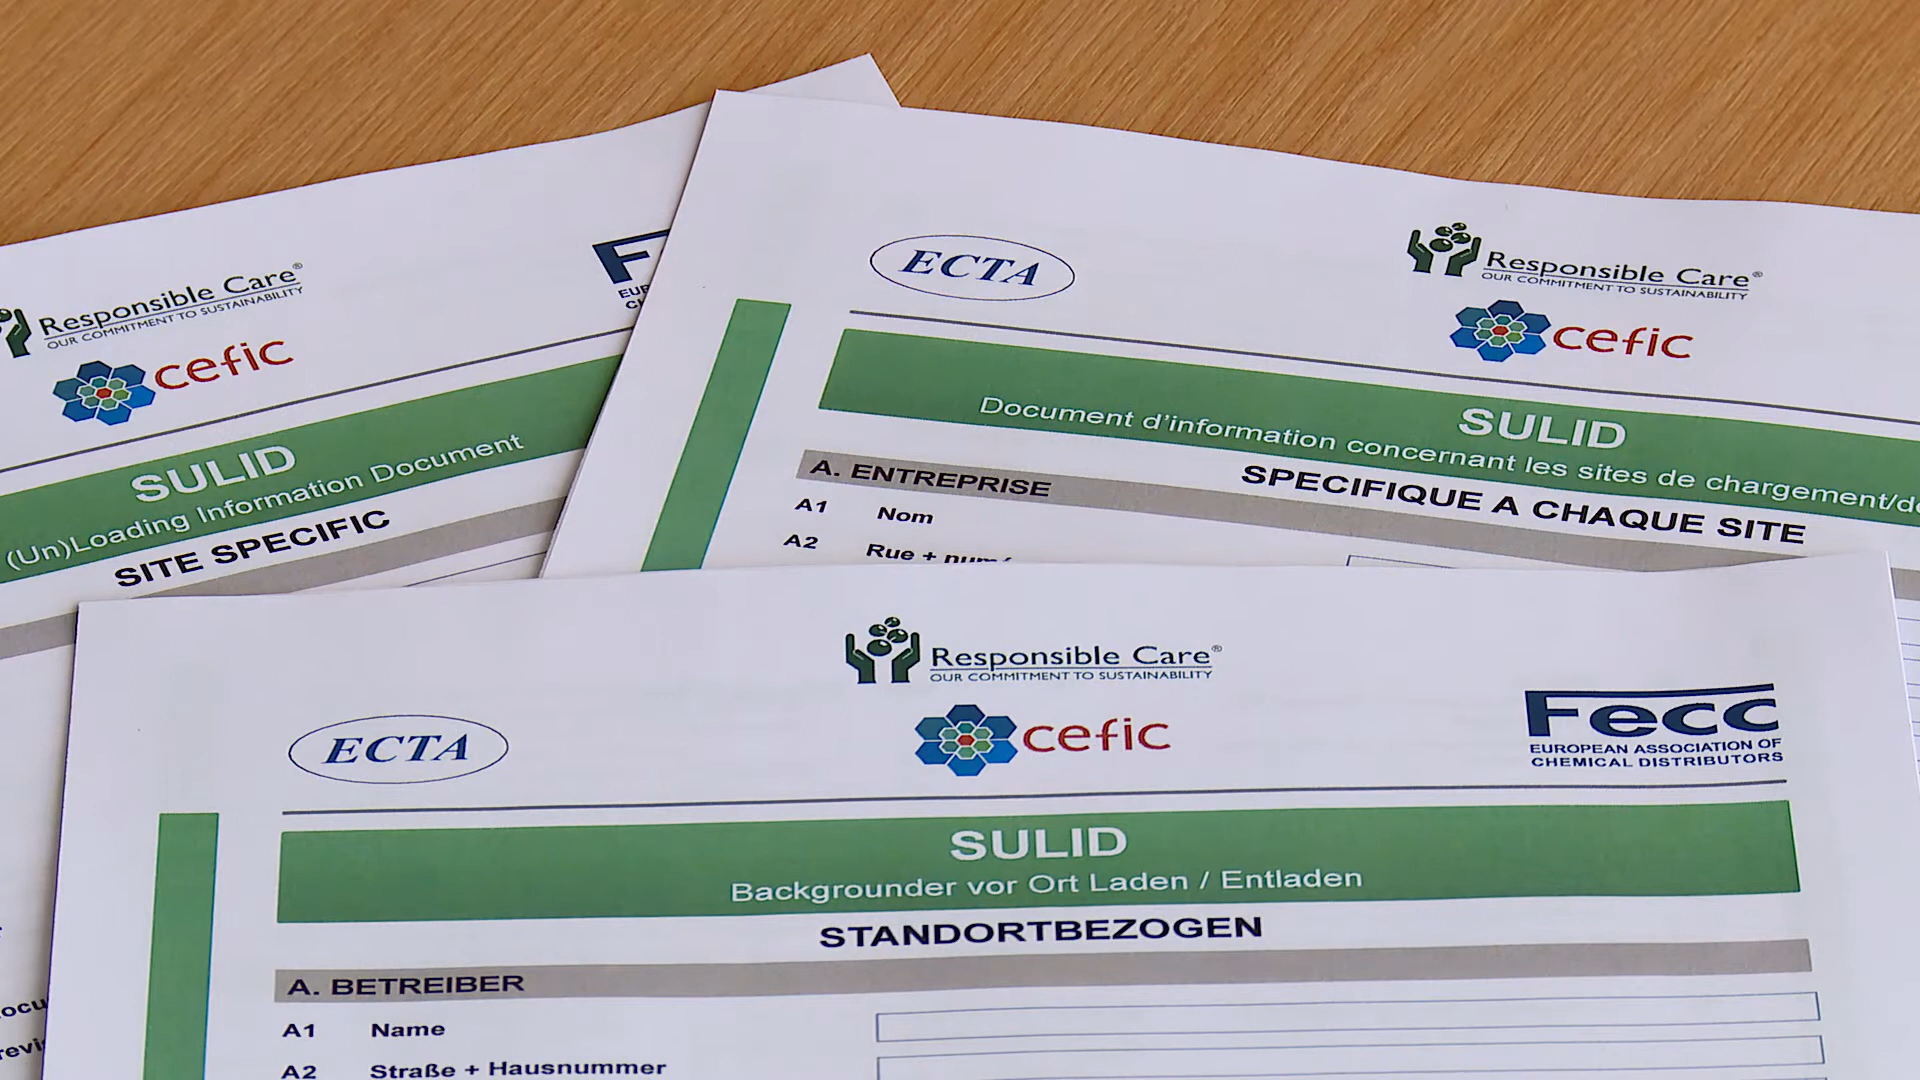 Responsible Care®
OUR COMMITMENT TO SUSTAINABILITY
cefic
SULID
(Un)Loading Information Document
SITE SPECIFIC
ECTA
Responsible Care®
OUR COMMITMENT TO SUSTAINABILITY
cefic
SULID
Document d'information concernant les sites de
SPECIFIQUE A CHAQUE SITE
A. ENTREPRISE
A1 Nom
A2 Rue +
Responsible Care®
OUR COMMITMENT TO SUSTAINABILITY
ECTA
cefic
Fecc
EUROPEAN ASSOCIATION OF
CHEMICAL DISTRIBUTORS
SULID
Backgrounder vor Ort Laden / Entladen
STANDORTBEZOGEN
A. BETREIBER
A1 Name
A2 Straße + Hausnummer